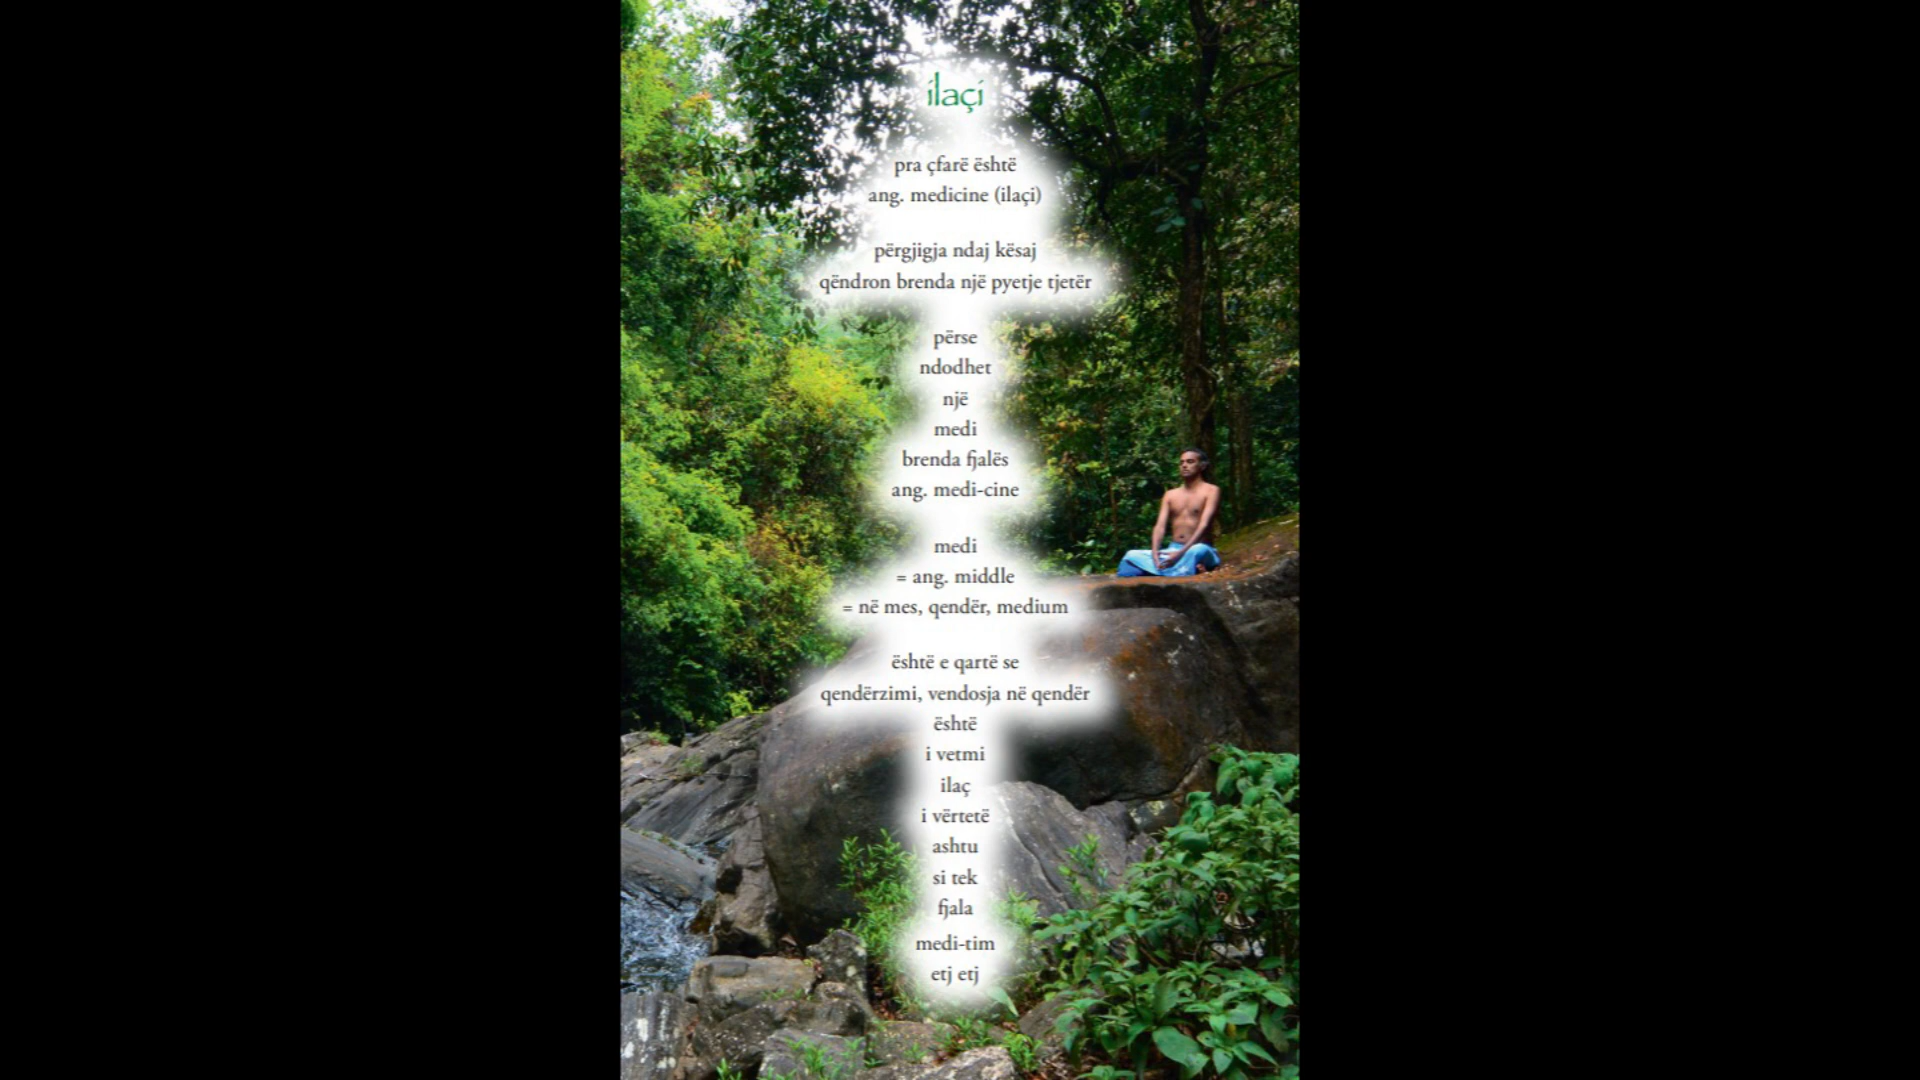 ilaçi
pra çfarë është
ang. medicine (ilaçi)
përgjigja ndaj kësaj
qëndron brenda një pyetje tjetër
përse
ndodhet
një
medi
brenda fjalës
ang. medi-cine
medi
= ang. middle
= në mes, qendër, medium
është e qartë se
qendërzimi, vendosja në qendër
është
i vetmi
ilaç
i vërtetë
ashtu
si tek
fjala
medi-tim
etj etj